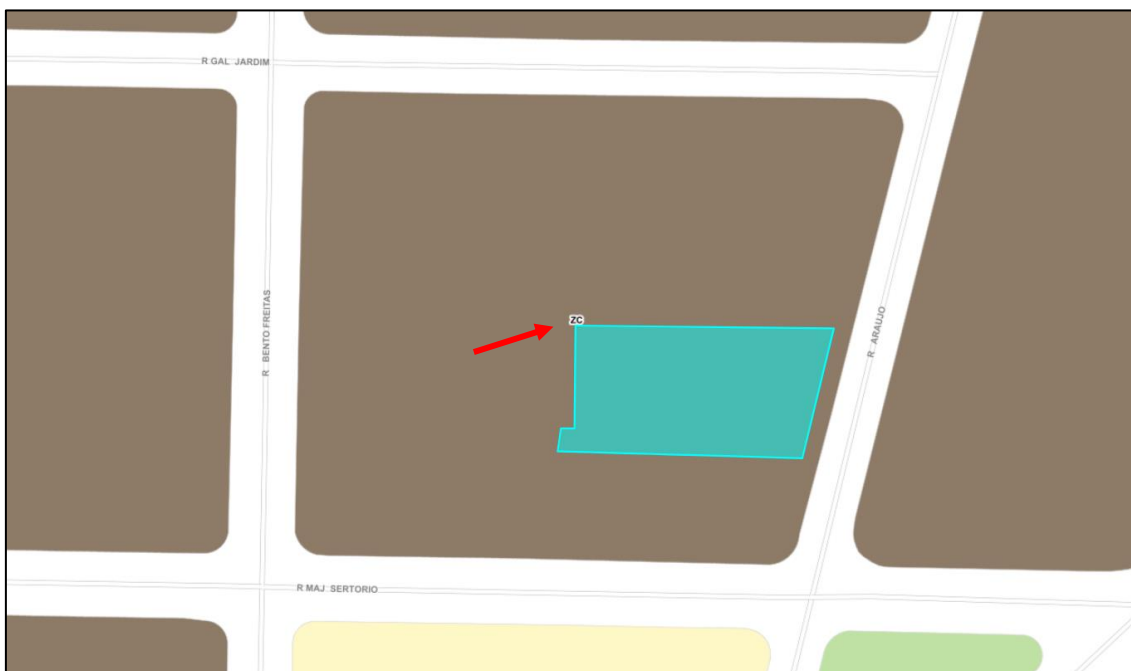 R GAL JARDIM
R BENTO FREITAS
ZC
R ARAUJO
R MAJ SERTORIO